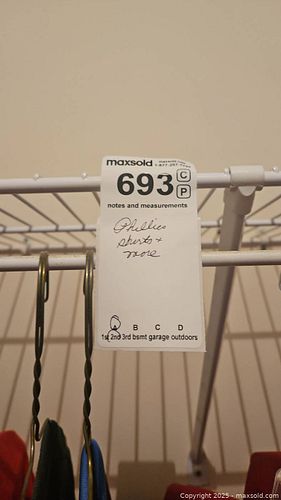 maxsold
693 C
P
notes and measurements
Phillies
shirts +
more
A B C D
1st 2nd 3rd bsmt garage outdoors
Copyright 2025 - maxsold.com